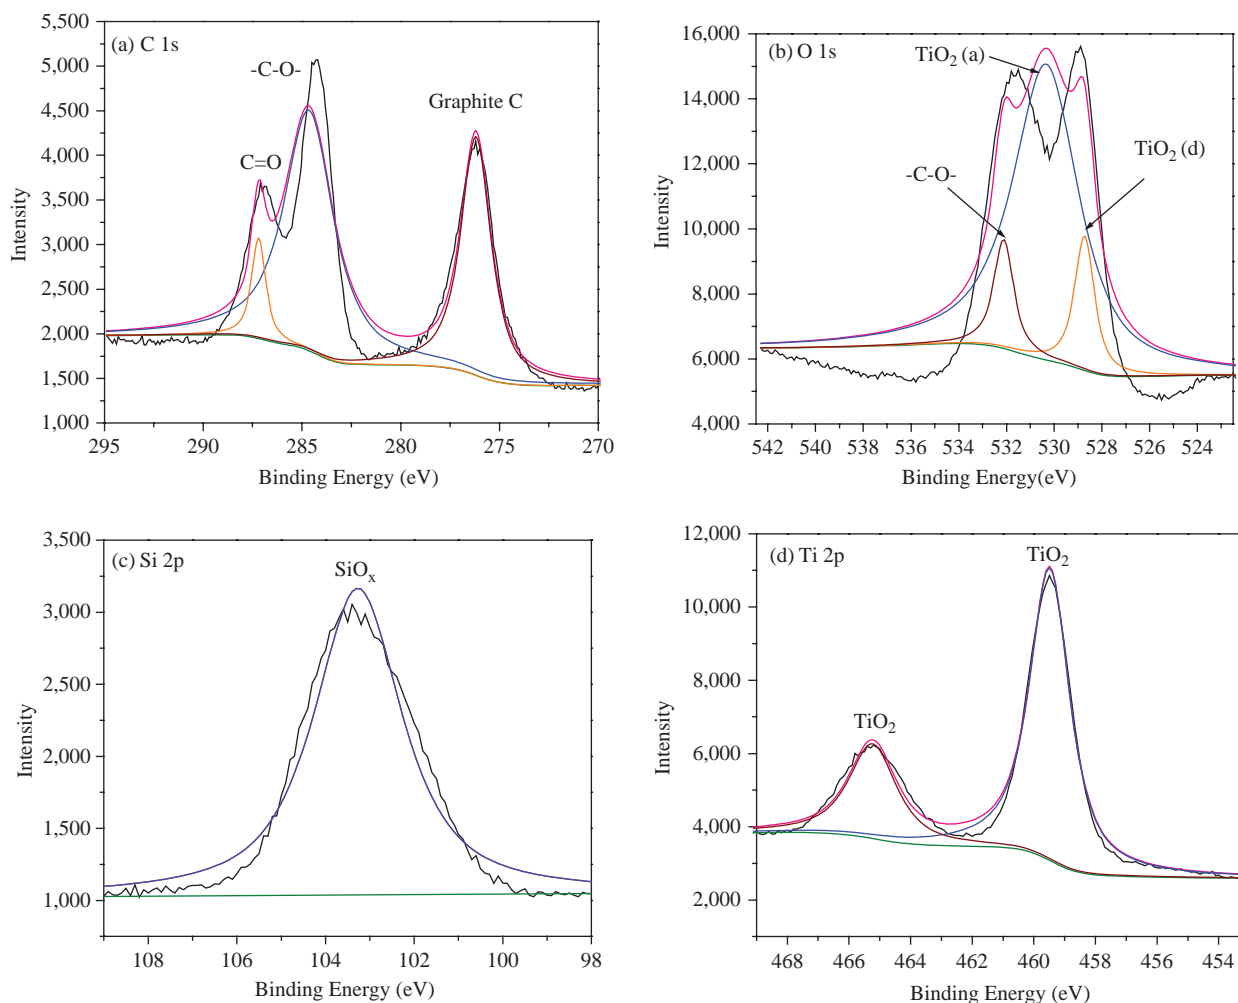 (a) C 1s
-C-O-
Graphite C
C=O
5,500
5,000
4,500
4,000
3,500
3,000
2,500
2,000
1,500
1,000
Intensity
295 290 285 280 275 270
Binding Energy (eV)
(b) O 1s
TiO2 (a)
TiO2 (d)
-C-O-
16,000
14,000
12,000
10,000
8,000
6,000
4,000
Intensity
542 540 538 536 534 532 530 528 526 524
Binding Energy(eV)
(c) Si 2p
SiOx
3,500
3,000
2,500
2,000
1,500
1,000
Intensity
108 106 104 102 100 98
Binding Energy (eV)
(d) Ti 2p
TiO2
TiO2
12,000
10,000
8,000
6,000
4,000
2,000
Intensity
468 466 464 462 460 458 456 454
Binding Energy (eV)